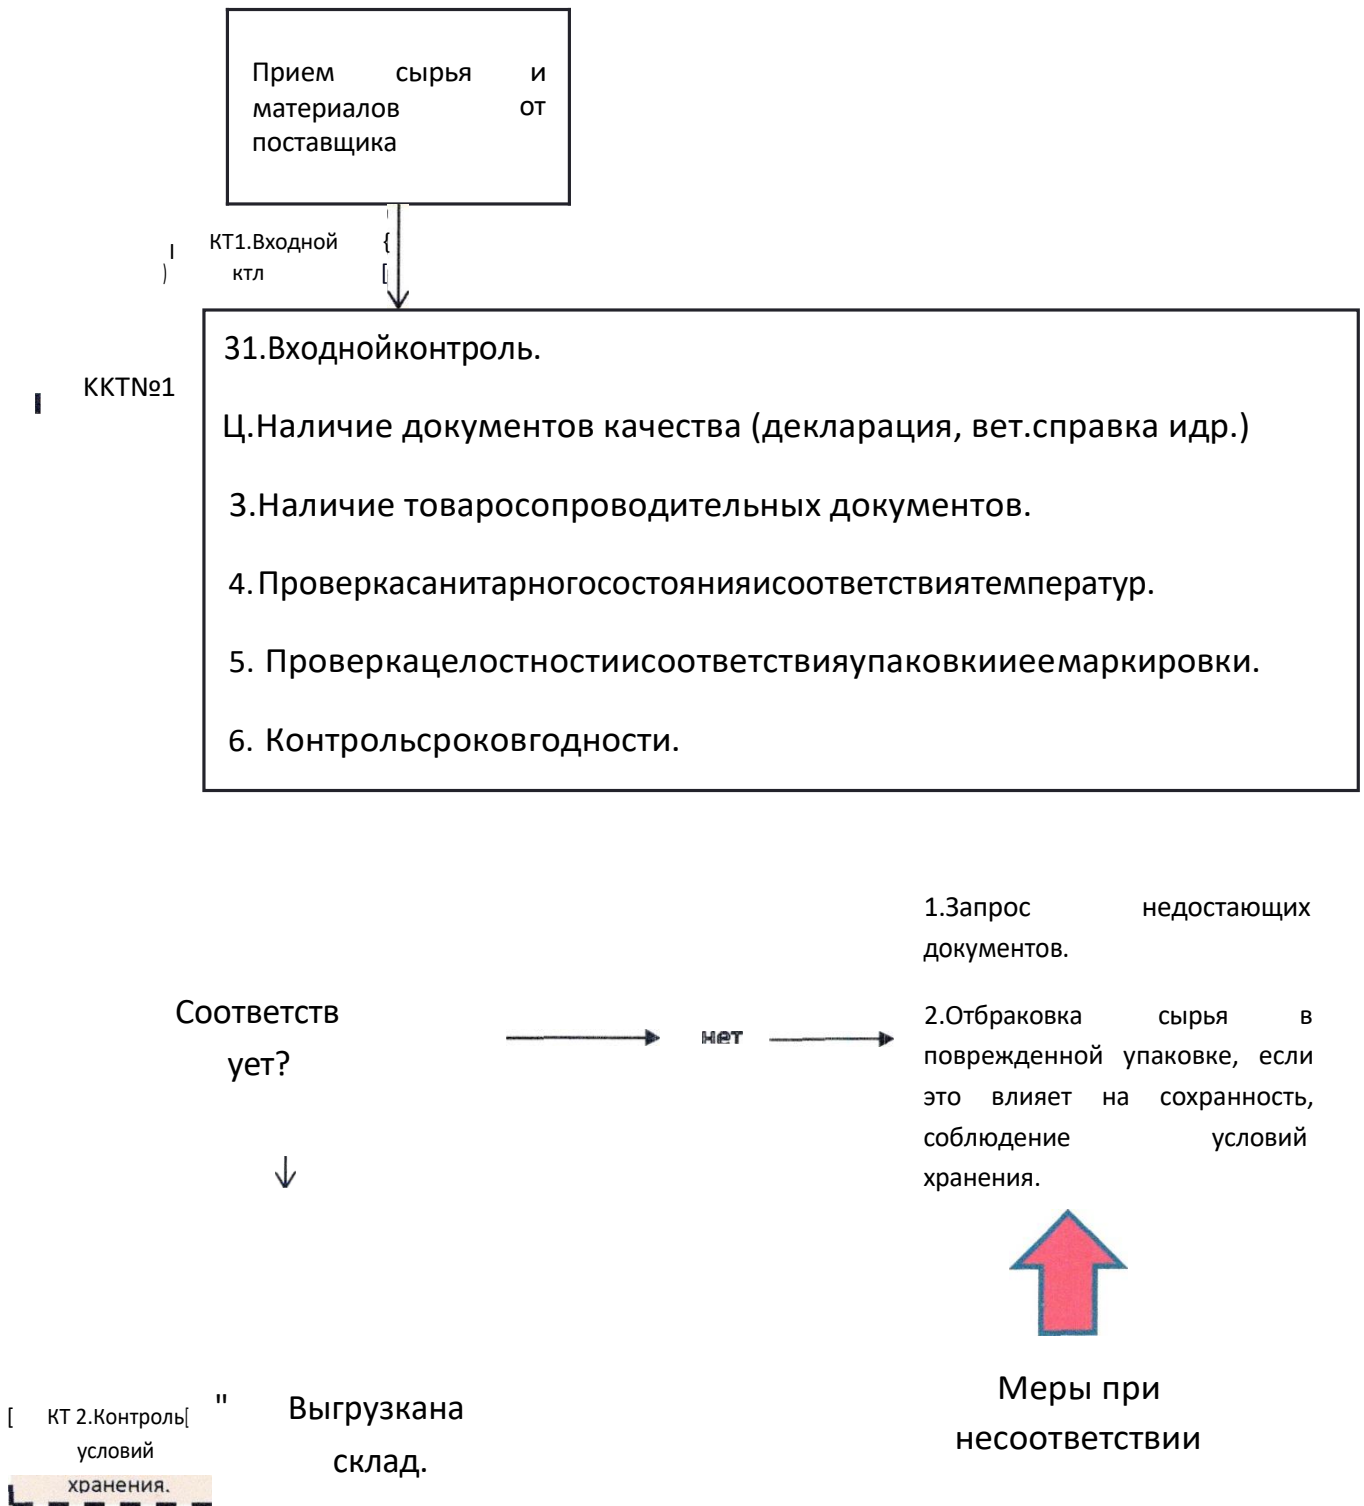 Прием сырья и
материалов от
поставщика
КТ1.Входной
ктл
ККТ№1
31.Входнойконтроль.
Ц.Наличие документов качества (декларация, вет.справка идр.)
3.Наличие товаросопроводительных документов.
4.Проверкасанитарногосостоянияисоответствиятемператур.
5. Проверкацелостностиисоответствияупаковкииеемаркировки.
6. Контрольсроковгодности.
Соответств
ует?
нет
1.Запрос недостающих
документов.
2.Отбраковка сырья в
поврежденной упаковке, если
это влияет на сохранность,
соблюдение условий
хранения.
Меры при
несоответствии
[ КТ 2.Контроль[
условий
хранения.
" Выгрузкана
склад.